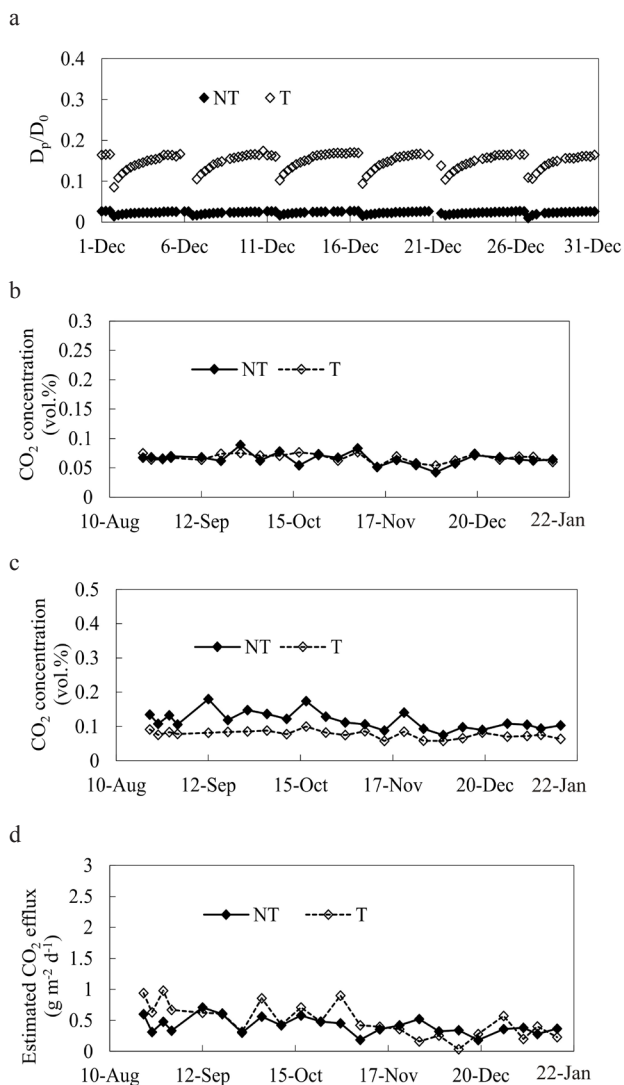 a
0.4
0.3
0.2
0.1
0
Dp/D0
NT
T
1-Dec 6-Dec 11-Dec 16-Dec 21-Dec 26-Dec 31-Dec
b
0.3
0.25
0.2
0.15
0.1
0.05
0
CO2 concentration
(vol.%)
NT
T
10-Aug 12-Sep 15-Oct 17-Nov 20-Dec 22-Jan
c
0.5
0.4
0.3
0.2
0.1
0
CO2 concentration
(vol.%)
NT
T
10-Aug 12-Sep 15-Oct 17-Nov 20-Dec 22-Jan
d
3
2.5
2
1.5
1
0.5
0
Estimated CO2 efflux
(g m-2 d-1)
NT
T
10-Aug 12-Sep 15-Oct 17-Nov 20-Dec 22-Jan